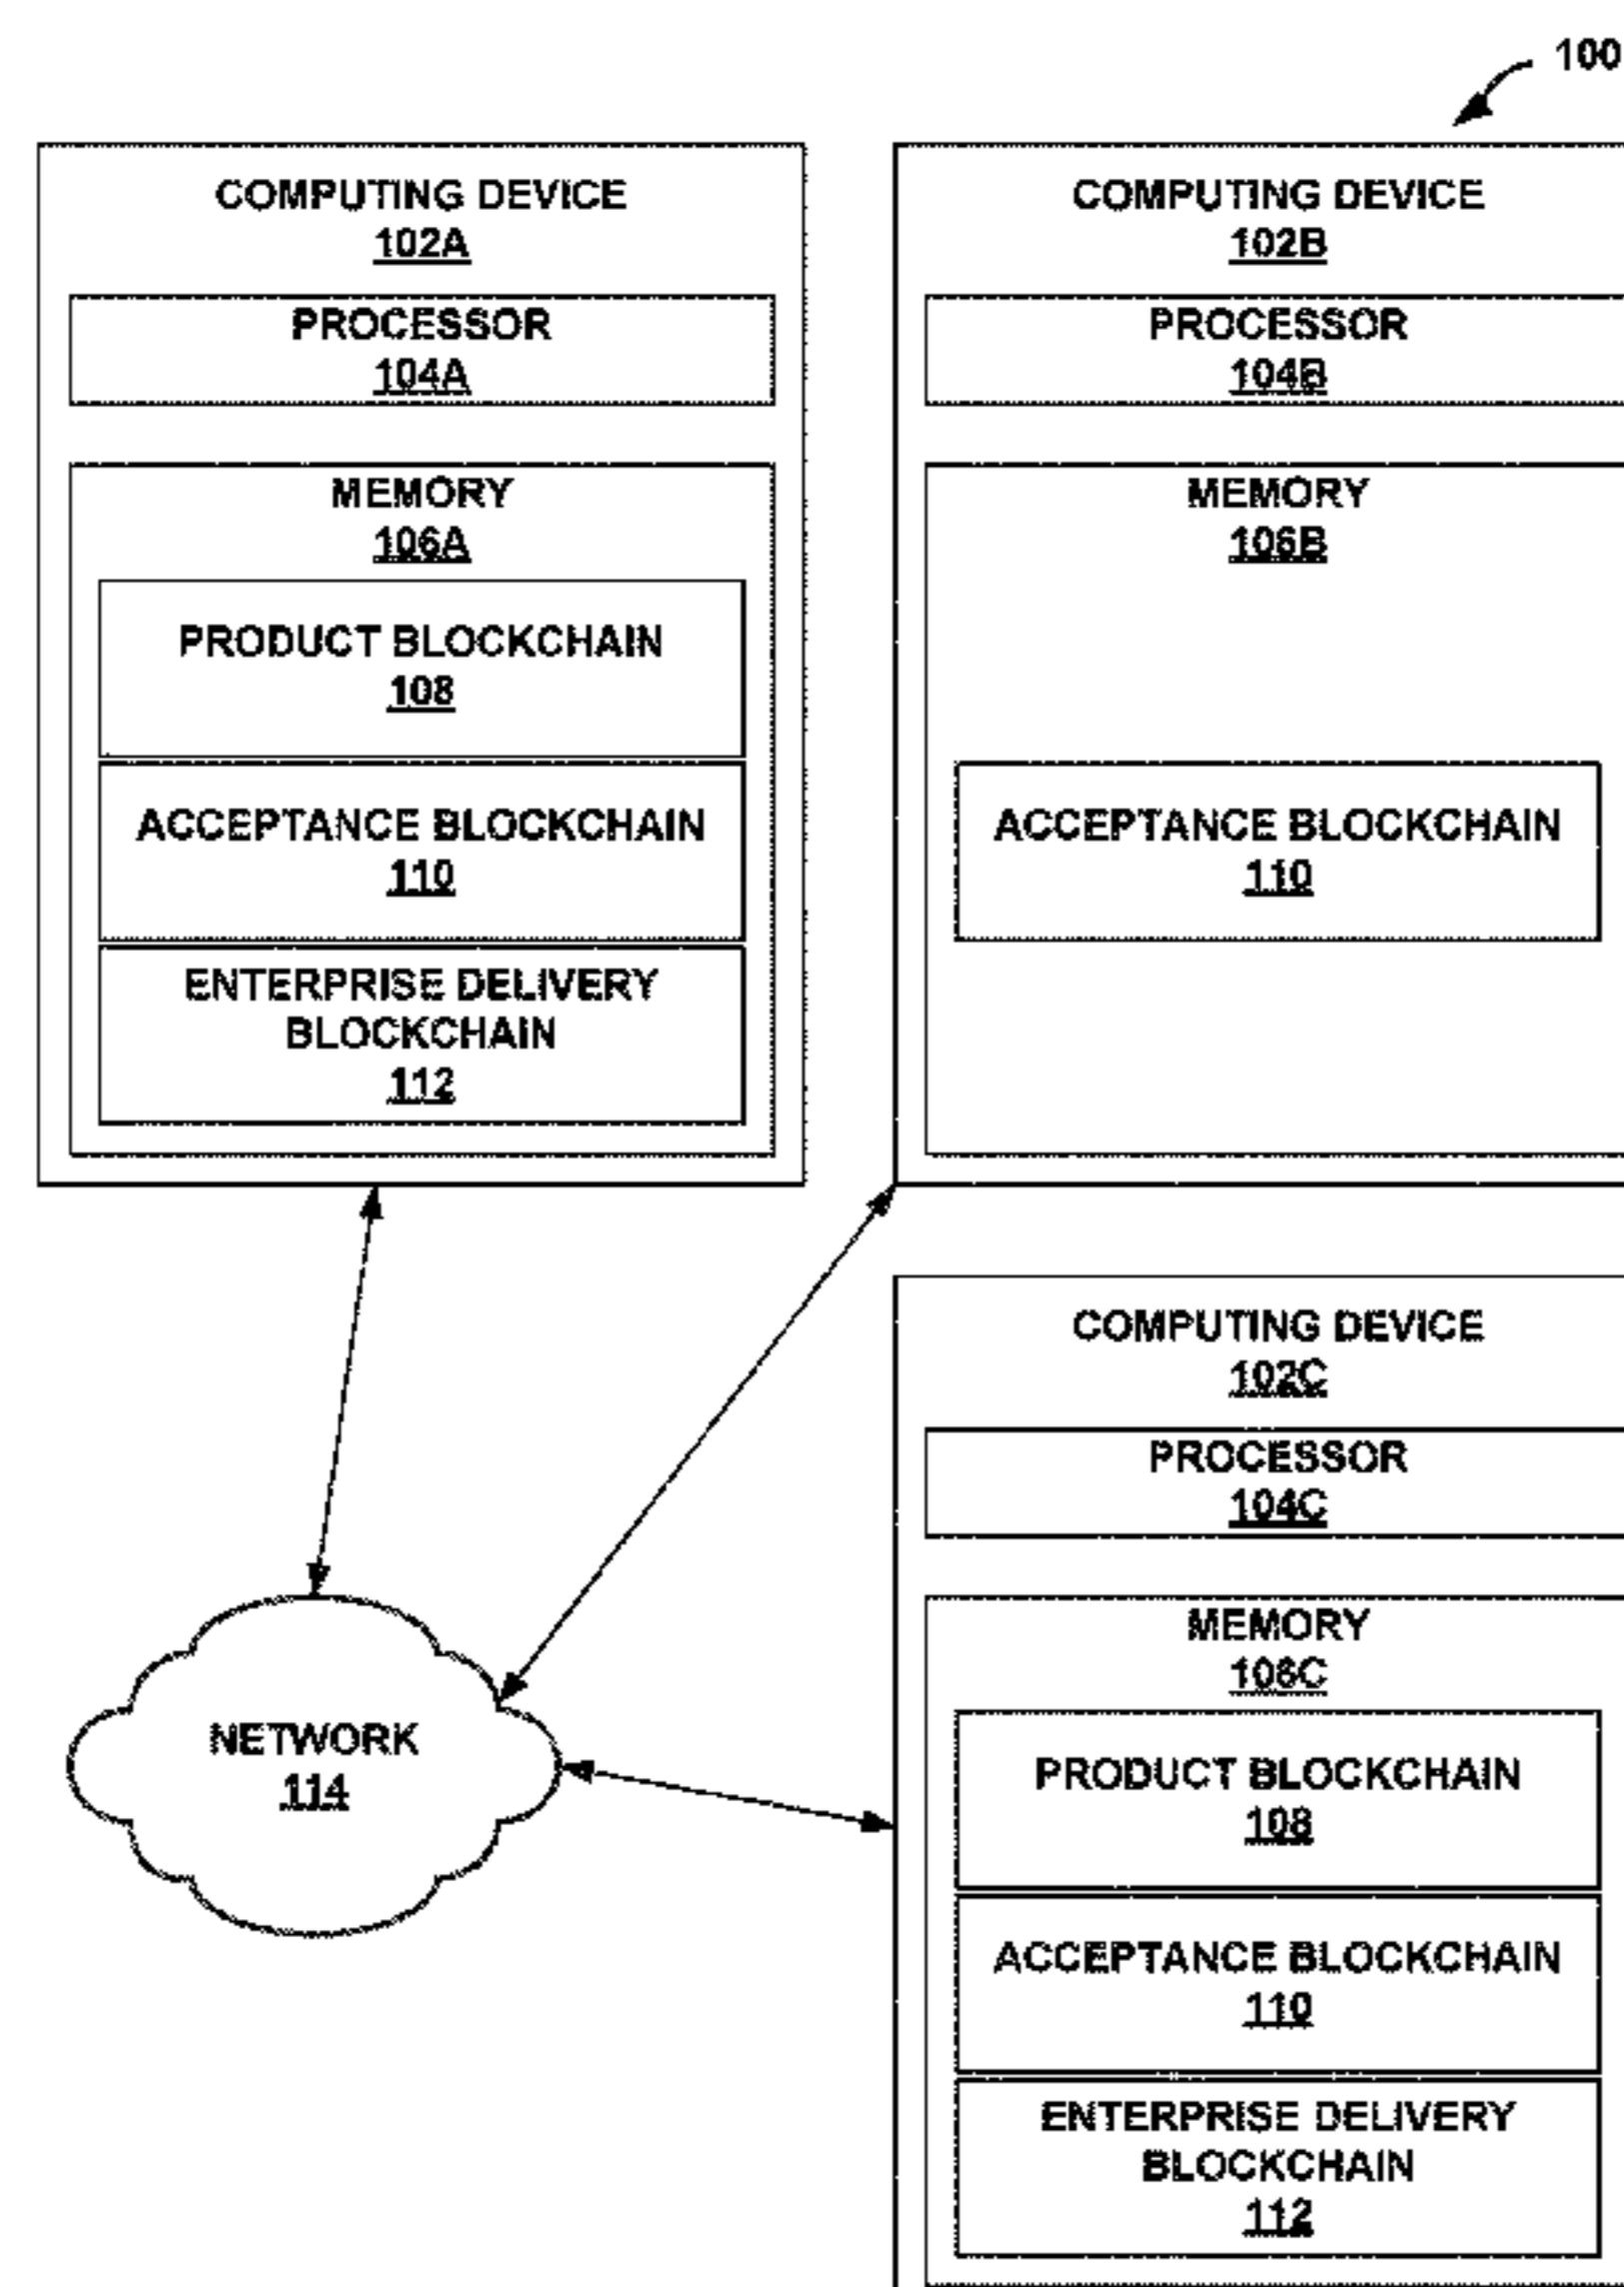 100
COMPUTING DEVICE
102A
PROCESSOR
104A
MEMORY
106A
PRODUCT BLOCKCHAIN
108
ACCEPTANCE BLOCKCHAIN
110
ENTERPRISE DELIVERY
BLOCKCHAIN
112
COMPUTING DEVICE
102B
PROCESSOR
104B
MEMORY
106B
ACCEPTANCE BLOCKCHAIN
110
NETWORK
114
COMPUTING DEVICE
102C
PROCESSOR
104C
MEMORY
106C
PRODUCT BLOCKCHAIN
108
ACCEPTANCE BLOCKCHAIN
110
ENTERPRISE DELIVERY
BLOCKCHAIN
112